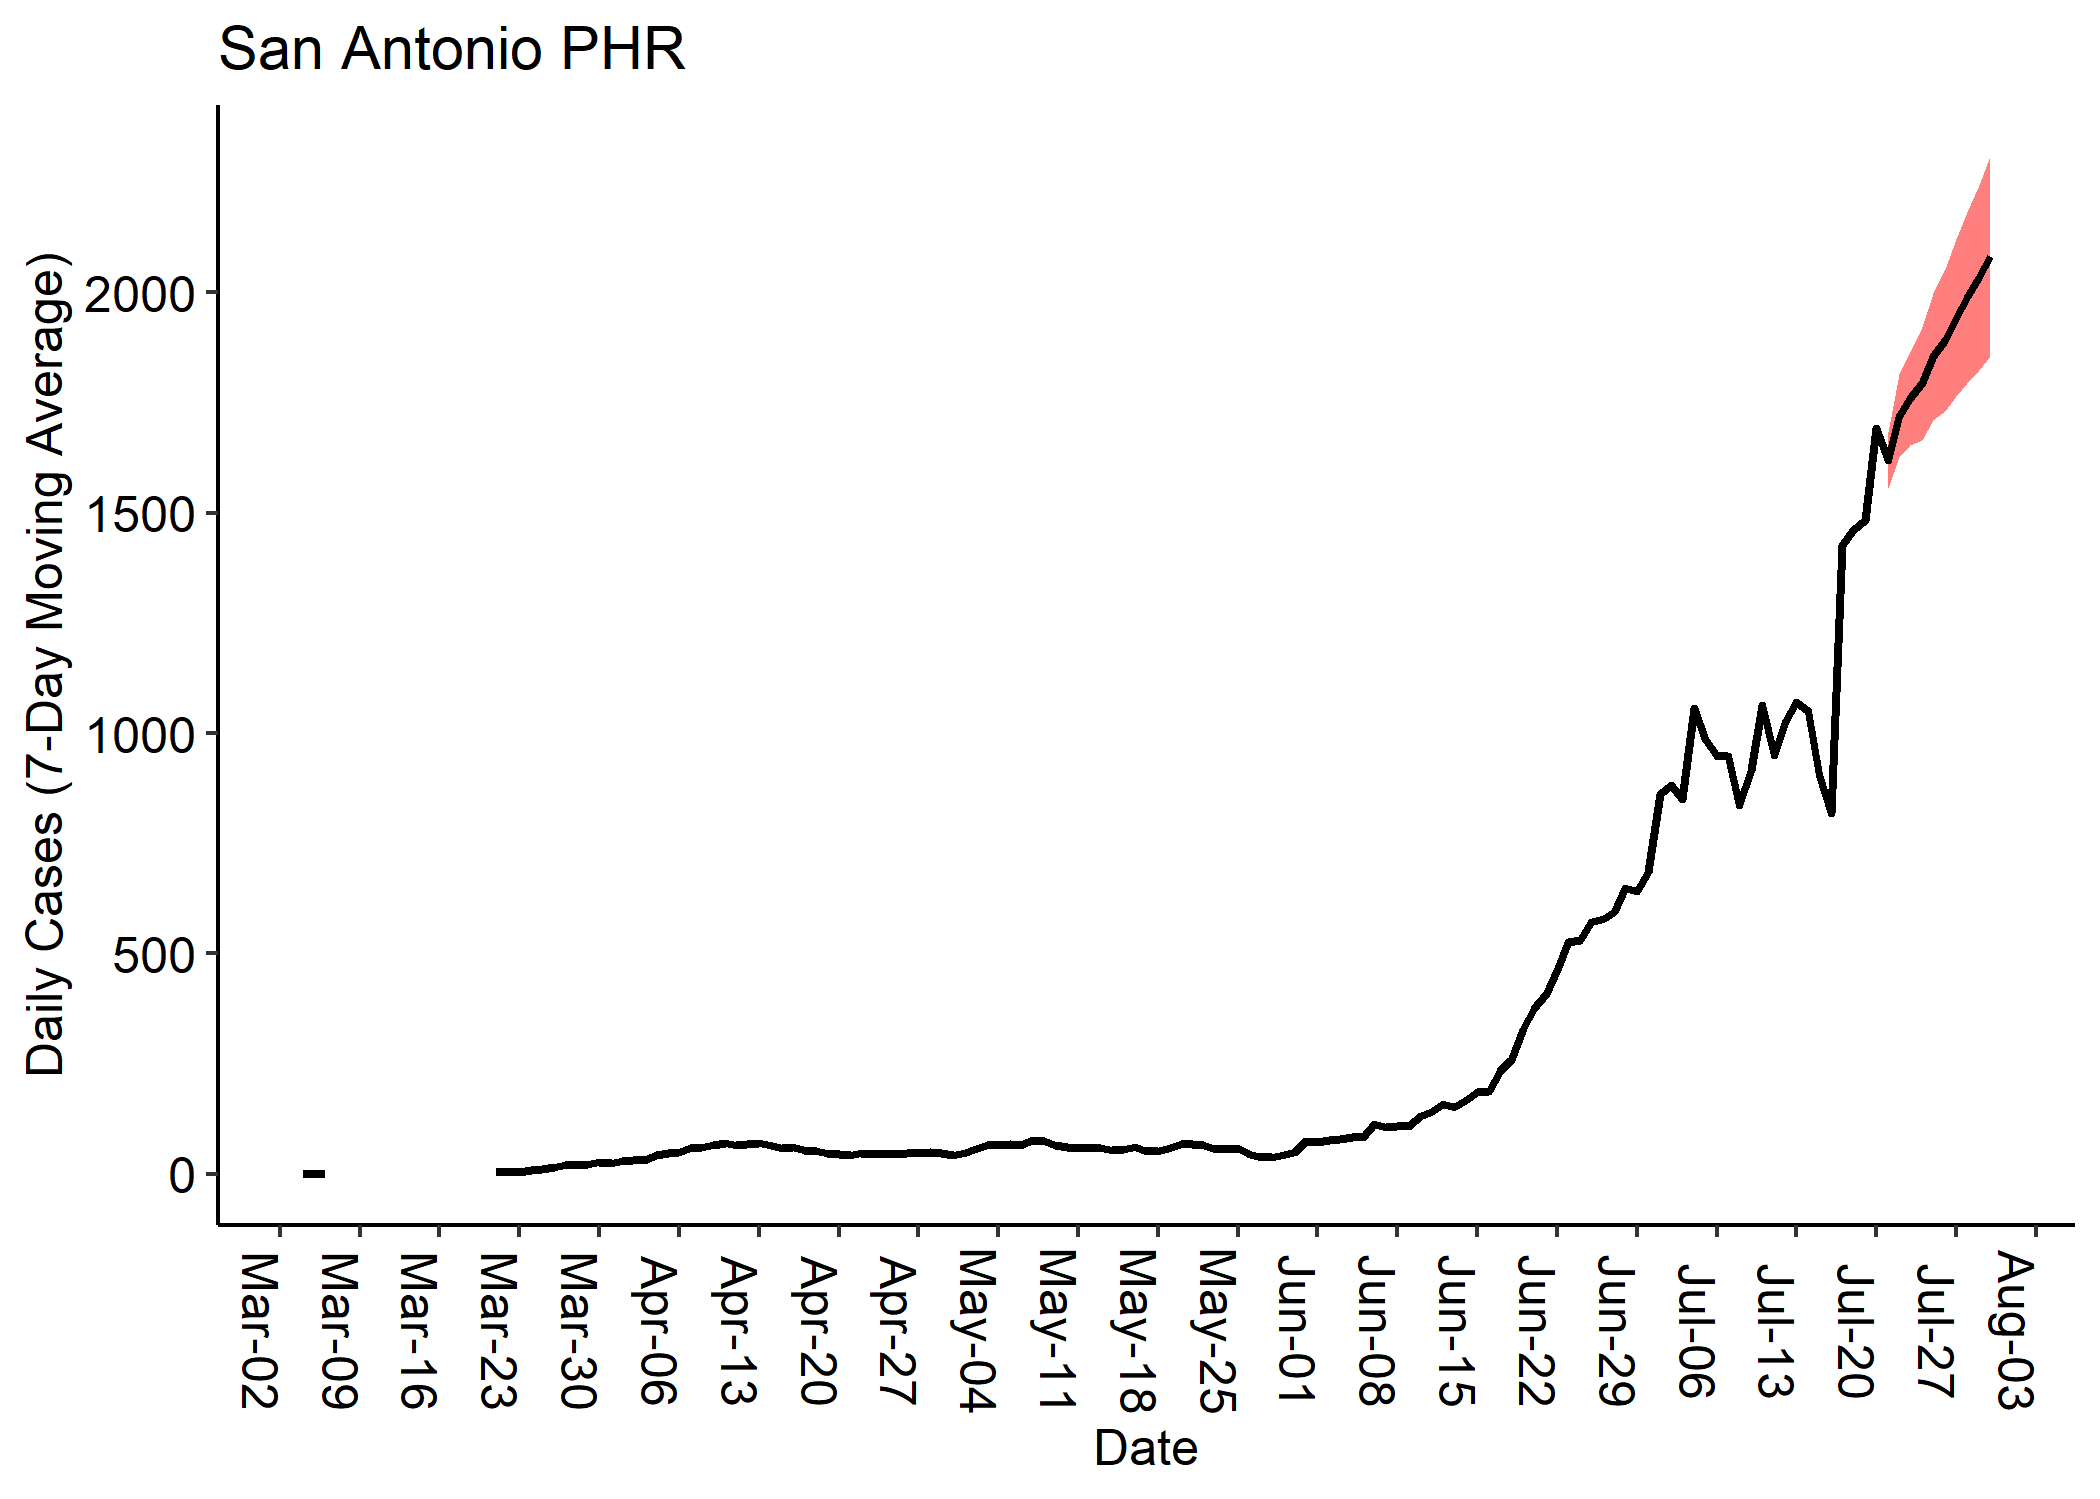 San Antonio PHR
Daily Cases (7-Day Moving Average)
2000
1500
1000
500
0
Mar-02
Mar-09
Mar-16
Mar-23
Mar-30
Apr-06
Apr-13
Apr-20
Apr-27
May-04
May-11
May-18
May-25
Jun-01
Jun-08
Jun-15
Jun-22
Jun-29
Jul-06
Jul-13
Jul-20
Jul-27
Aug-03
Date